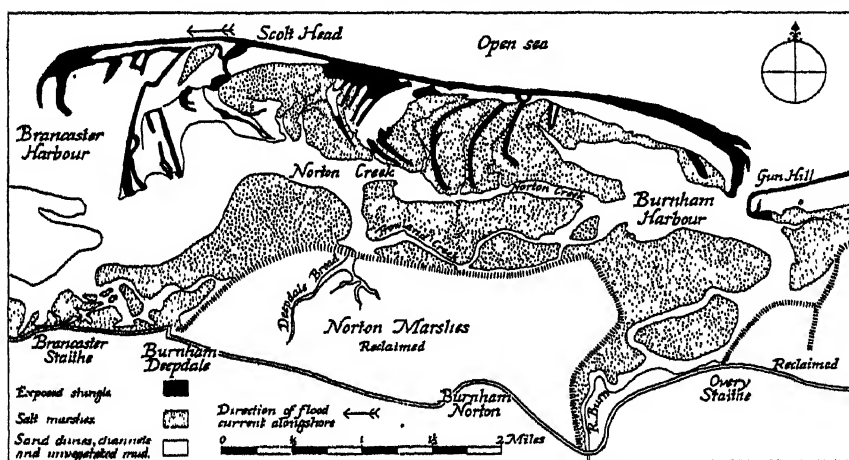 Scolt Head
Open sea
Brancaster
Harbour
Norton Creek
Norton Creek
Gun Hill
Burnham
Harbour
Deepdale Breed
Norton Marshes
Reclaimed
Brancaster
Staithe
Burnham
Deepdale
Burnham
Norton
R. Burn
Overy
Staithe
Reclaimed
Exposed shingle
Salt marshes
Sand dunes, channels
and unvegetated mud.
Direction of flood
current alongshore
0
1
2 Miles